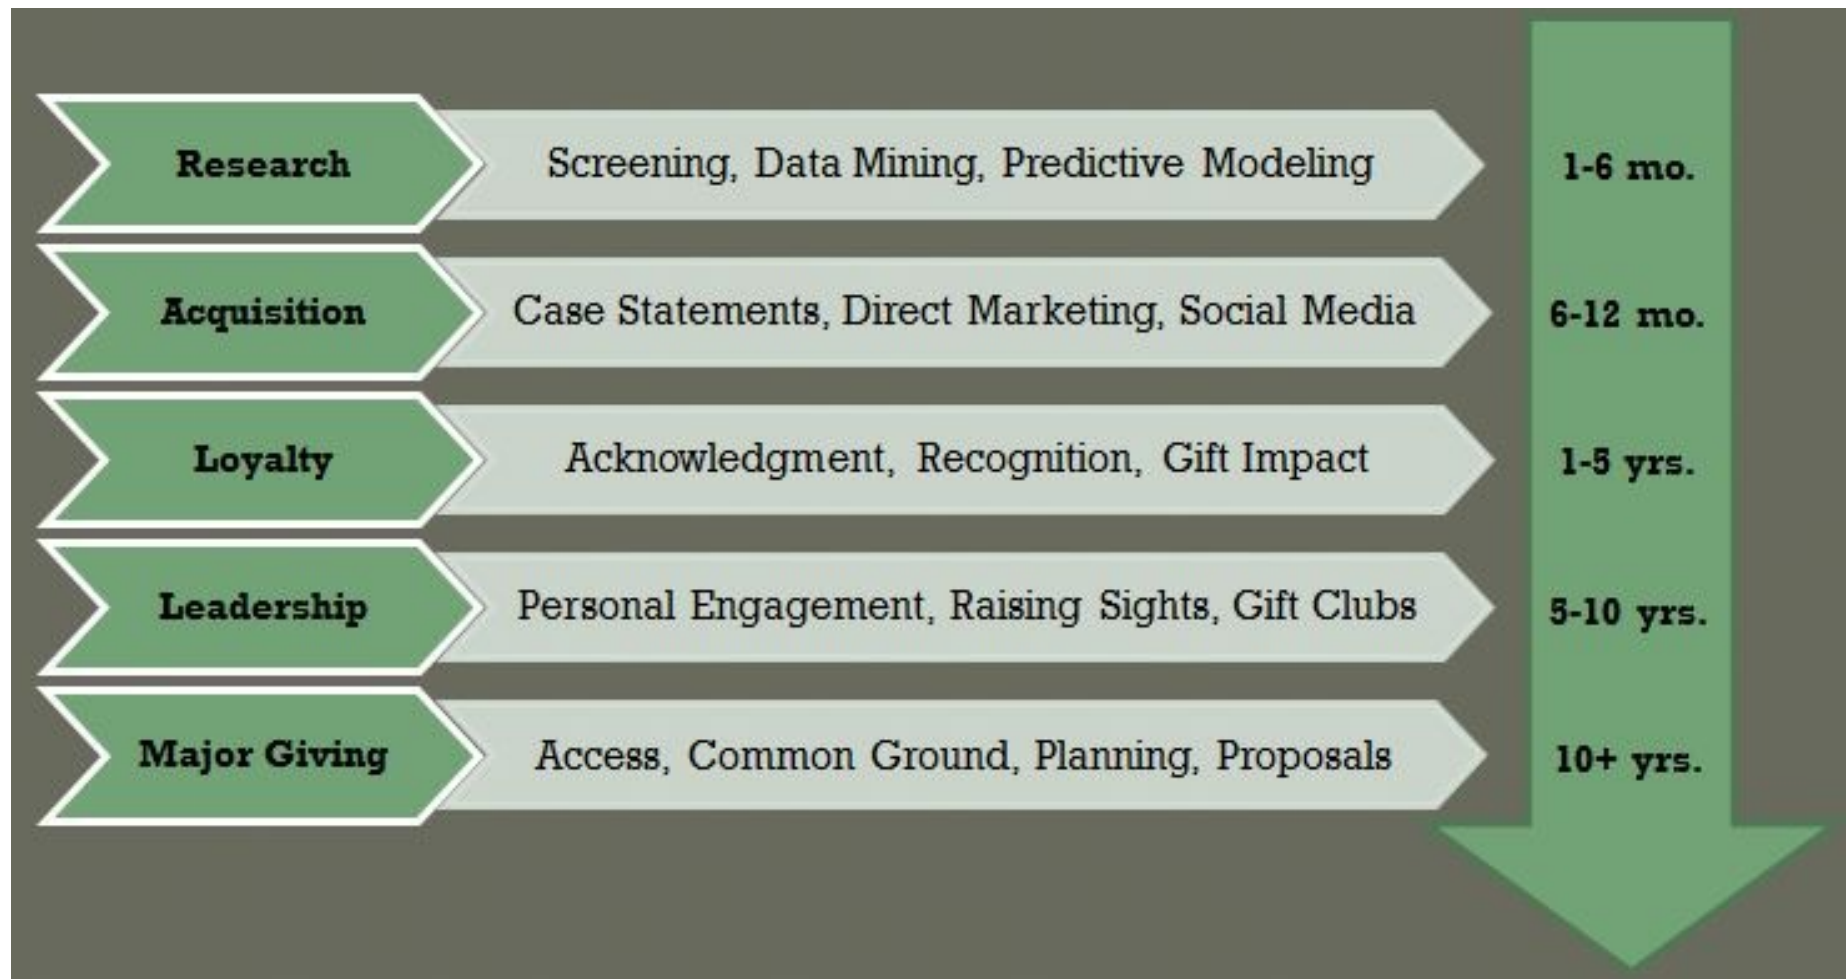 Research
Screening, Data Mining, Predictive Modeling
1-6 mo.
Acquisition
Case Statements, Direct Marketing, Social Media
6-12 mo.
Loyalty
Acknowledgment, Recognition, Gift Impact
1-5 yrs.
Leadership
Personal Engagement, Raising Sights, Gift Clubs
5-10 yrs.
Major Giving
Access, Common Ground, Planning, Proposals
10+ yrs.